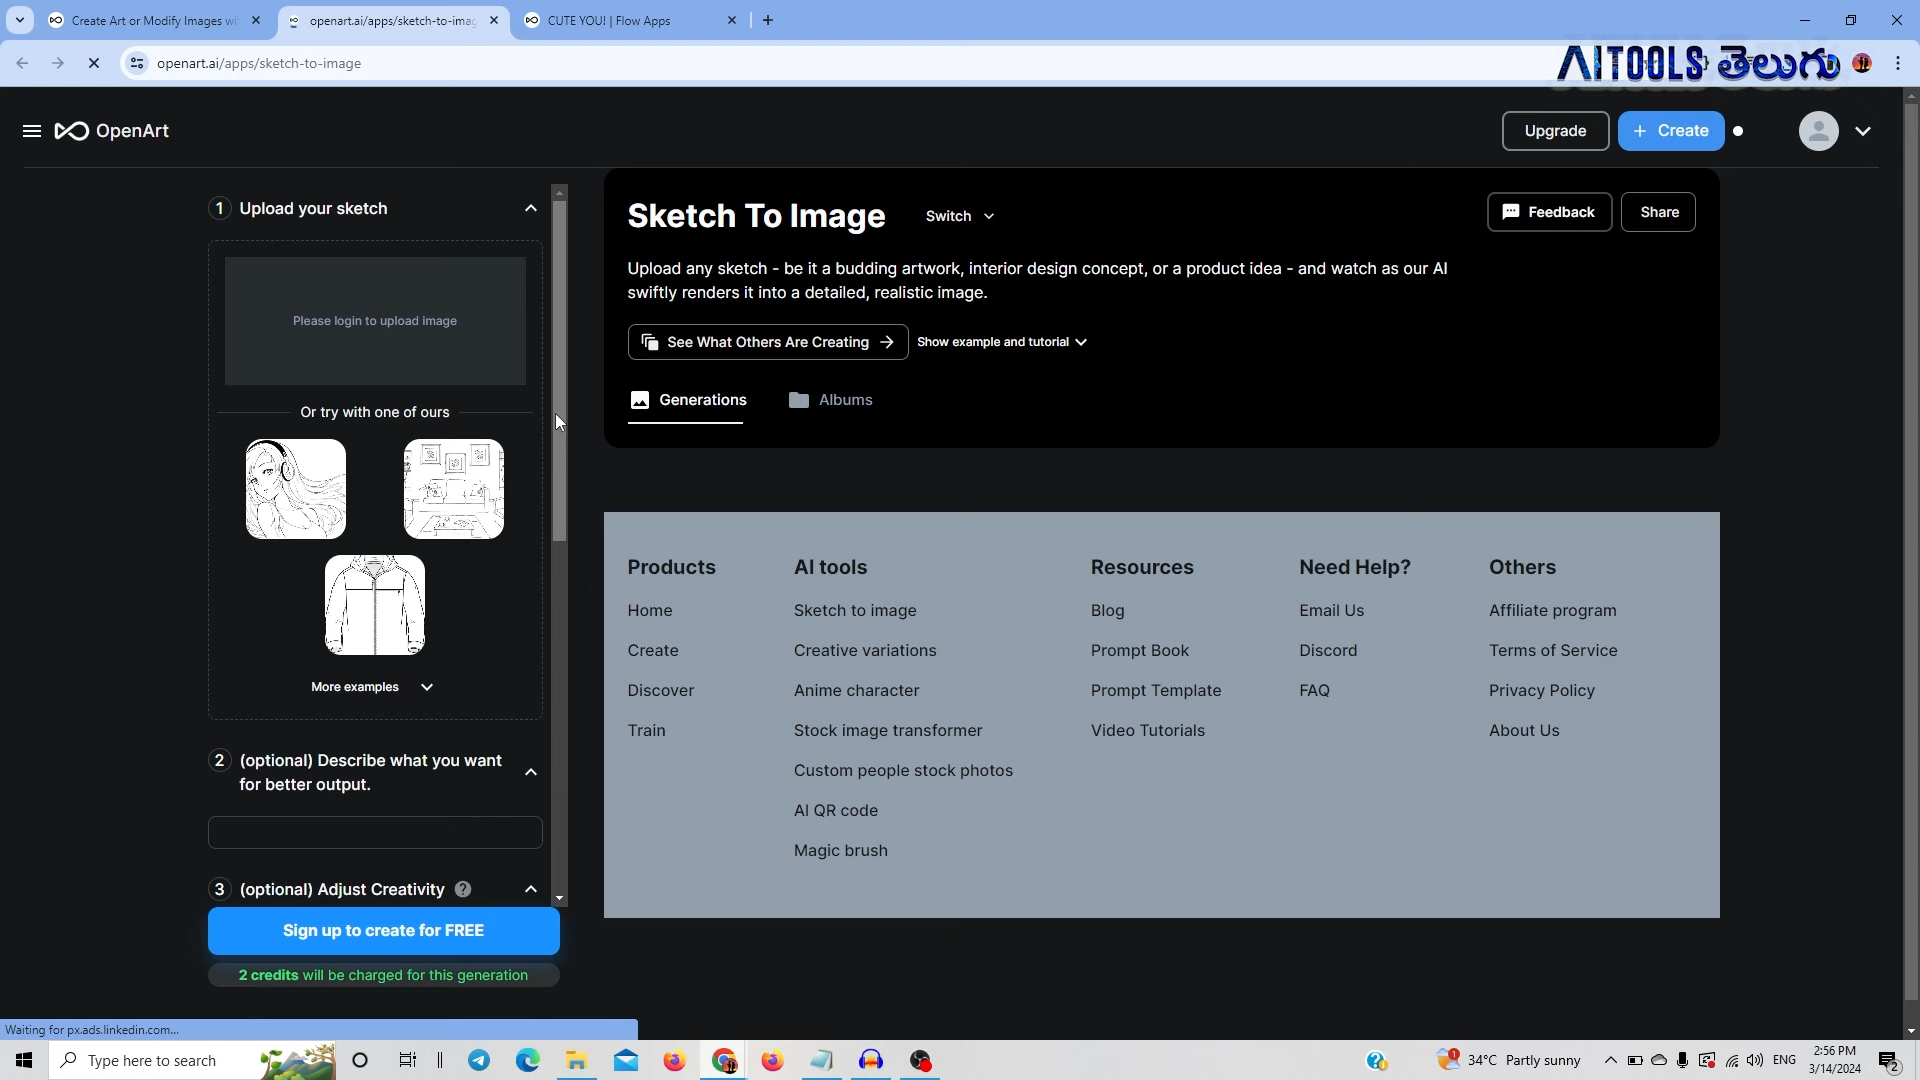 Create Art or Modify Images wi
openart.ai/apps/sketch-to-imag
CUTE YOU! | Flow Apps
openart.ai/apps/sketch-to-image
AITOOLS తెలుగు
OpenArt
Upgrade
+ Create
1 Upload your sketch
Please login to upload image
Or try with one of ours
More examples
2 (optional) Describe what you want
for better output.
3 (optional) Adjust Creativity ?
Sign up to create for FREE
2 credits will be charged for this generation
Sketch To Image
Switch
Feedback
Share
Upload any sketch - be it a budding artwork, interior design concept, or a product idea - and watch as our AI
swiftly renders it into a detailed, realistic image.
See What Others Are Creating
Show example and tutorial
Generations
Albums
Products
Home
Create
Discover
Train
AI tools
Sketch to image
Creative variations
Anime character
Stock image transformer
Custom people stock photos
AI QR code
Magic brush
Resources
Blog
Prompt Book
Prompt Template
Video Tutorials
Need Help?
Email Us
Discord
FAQ
Others
Affiliate program
Terms of Service
Privacy Policy
About Us
Waiting for px.ads.linkedin.com...
Type here to search
1
34°C Partly sunny
ENG
2:56 PM
3/14/2024
2